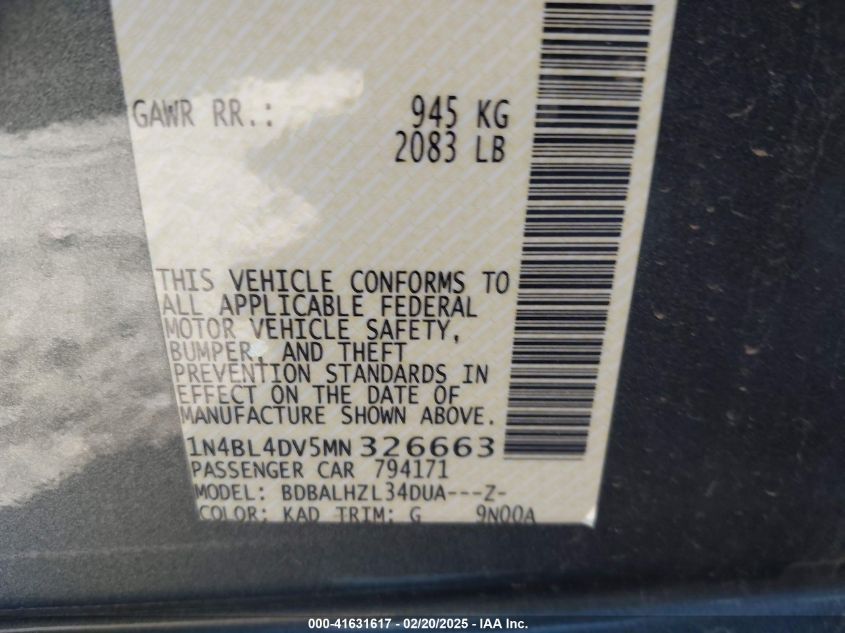 GAWR RR.: 945 KG
2083 LB
THIS VEHICLE CONFORMS TO
ALL APPLICABLE FEDERAL
MOTOR VEHICLE SAFETY,
BUMPER, AND THEFT
PREVENTION STANDARDS IN
EFFECT ON THE DATE OF
MANUFACTURE SHOWN ABOVE.
1N4BL4DV5MN326663
PASSENGER CAR 794171
MODEL: BDBALHZL34DUA---Z-
COLOR: KAD TRIM: G 9N00A
000-41631617 - 02/20/2025 - IAA Inc.